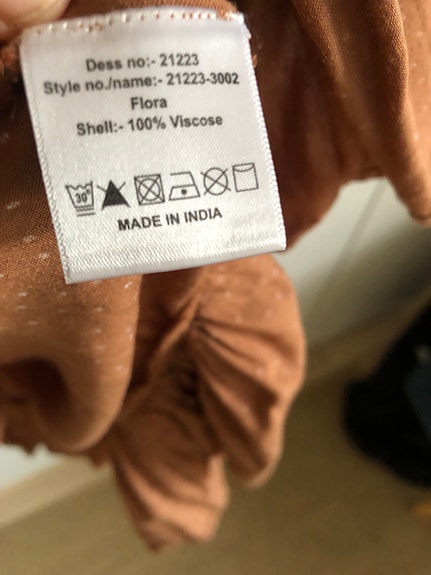 Dess no:- 21223
Style no./name:- 21223-3002
Flora
Shell:- 100% Viscose
30°
MADE IN INDIA